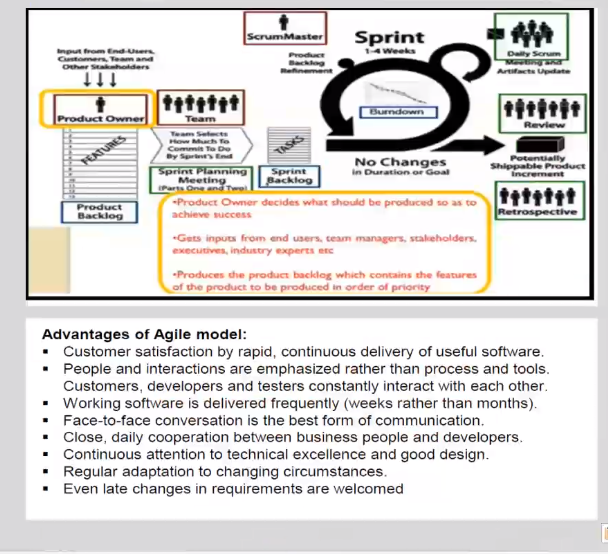 ScrumMaster
Sprint
1-4 Weeks
Input from End-Users,
Customers, Team and
Other Stakeholders
Product
Backlog
Refinement
Daily Scrum
Meeting and
Artifacts Update
Product Owner
Team
Burndown
Review
FEATURES
Team Selects
How Much To
Commit To Do
By Sprint's End
TASKS
No Changes
in Duration or Goal
Potentially
Shippable Product
Increment
Sprint Planning
Meeting
(Parts One and Two)
Sprint
Backlog
Product
Backlog
Retrospective
•Product Owner decides what should be produced so as to
achieve success
•Gets inputs from end users, team managers, stakeholders,
executives, industry experts etc
•Produces the product backlog which contains the features
of the product to be produced in order of priority
Advantages of Agile model:
▪ Customer satisfaction by rapid, continuous delivery of useful software.
▪ People and interactions are emphasized rather than process and tools.
Customers, developers and testers constantly interact with each other.
▪ Working software is delivered frequently (weeks rather than months).
▪ Face-to-face conversation is the best form of communication.
▪ Close, daily cooperation between business people and developers.
▪ Continuous attention to technical excellence and good design.
▪ Regular adaptation to changing circumstances.
▪ Even late changes in requirements are welcomed